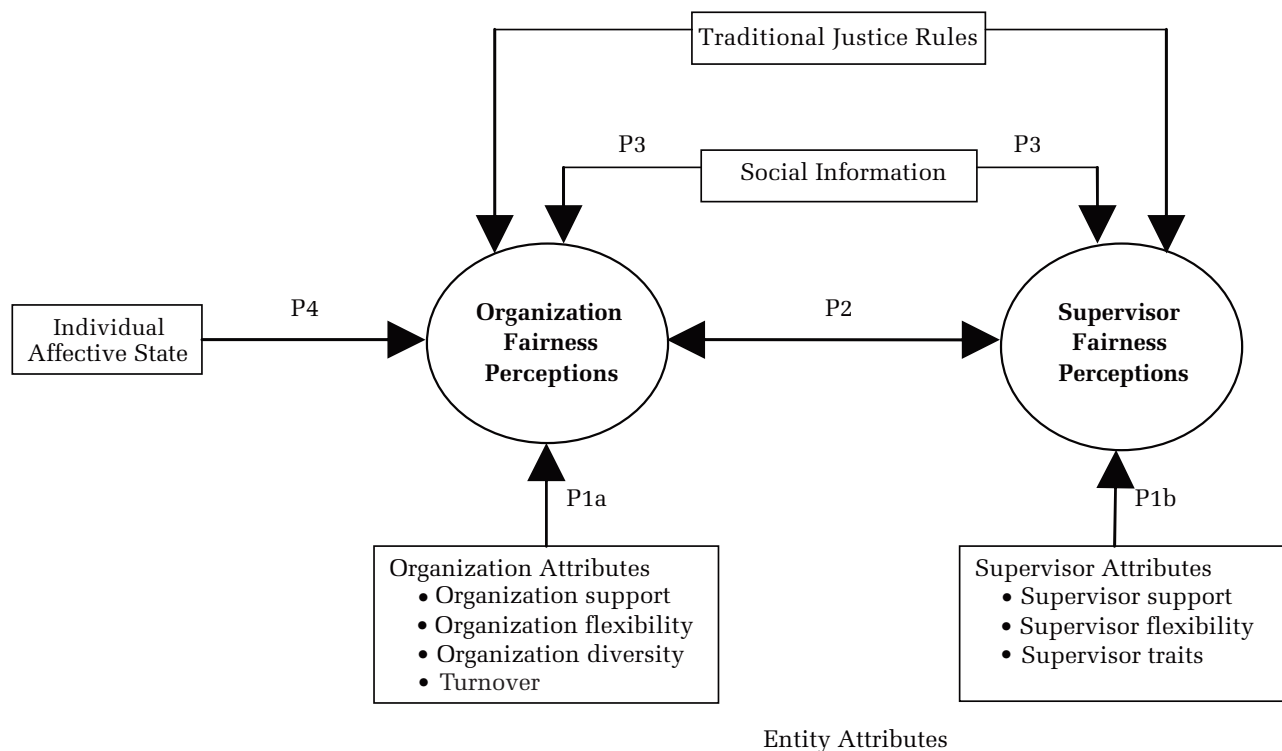 Traditional Justice Rules
P3
P3
Social Information
P4
Individual
Affective State
Organization
Fairness
Perceptions
P2
Supervisor
Fairness
Perceptions
P1a
P1b
Organization Attributes
• Organization support
• Organization flexibility
• Organization diversity
• Turnover
Supervisor Attributes
• Supervisor support
• Supervisor flexibility
• Supervisor traits
Entity Attributes